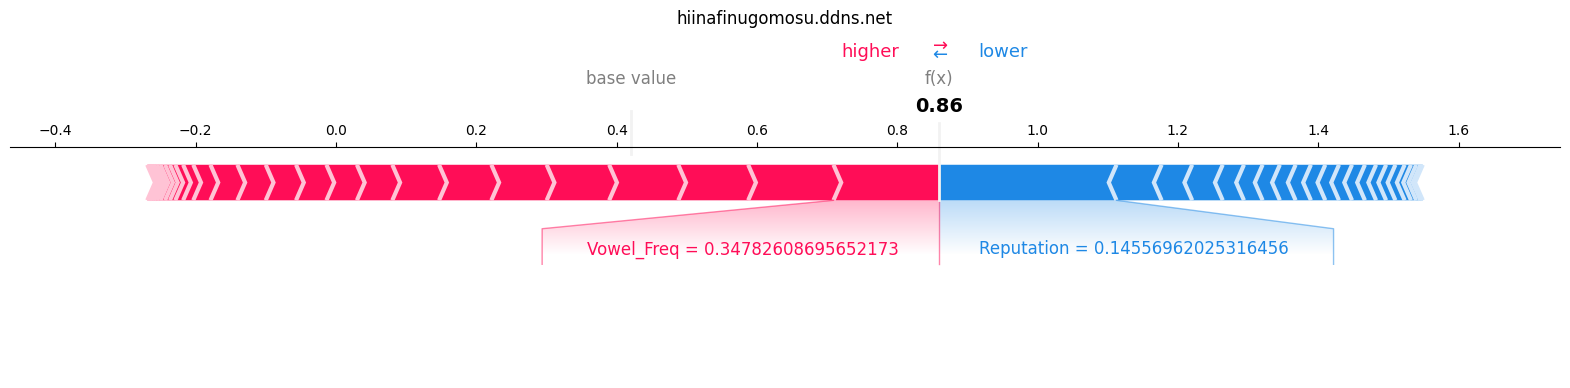 hiinafinugomosu.ddns.net
higher ⇄ lower
base value f(x)
0.86
−0.4 −0.2 0.0 0.2 0.4 0.6 0.8 1.0 1.2 1.4 1.6
Vowel_Freq = 0.34782608695652173 Reputation = 0.14556962025316456